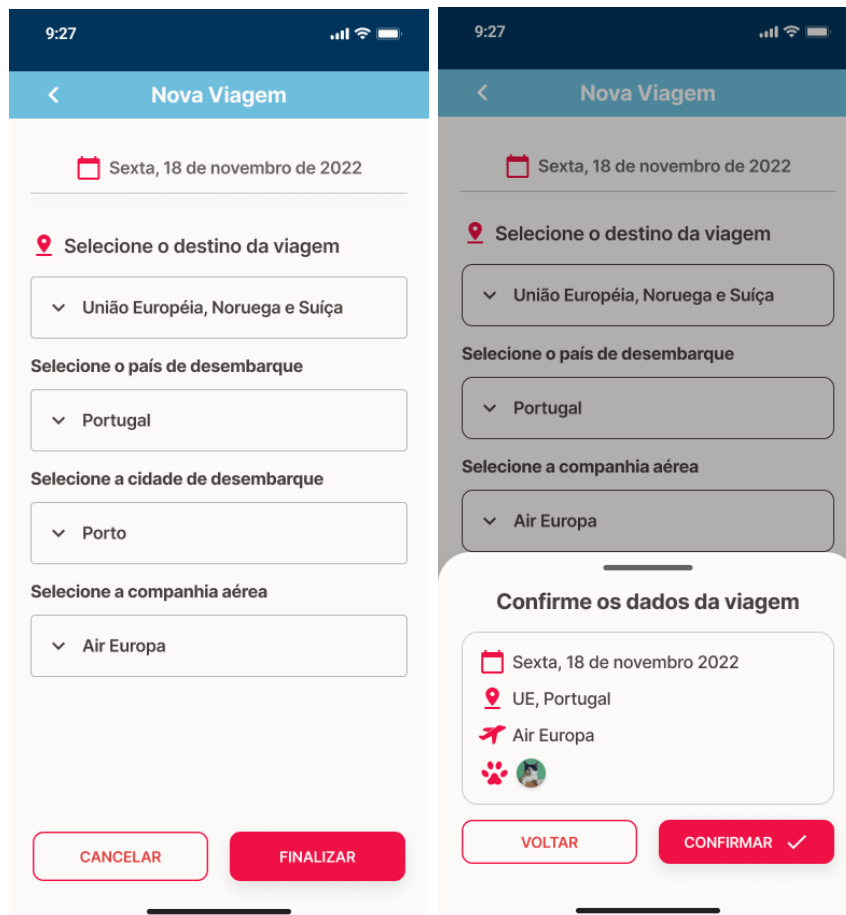 9:27
Nova Viagem
Sexta, 18 de novembro de 2022
Selecione o destino da viagem
União Européia, Noruega e Suíça
Selecione o país de desembarque
Portugal
Selecione a cidade de desembarque
Porto
Selecione a companhia aérea
Air Europa
CANCELAR
FINALIZAR
9:27
Nova Viagem
Sexta, 18 de novembro de 2022
Selecione o destino da viagem
União Européia, Noruega e Suíça
Selecione o país de desembarque
Portugal
Selecione a companhia aérea
Air Europa
Confirme os dados da viagem
Sexta, 18 de novembro 2022
UE, Portugal
Air Europa
VOLTAR
CONFIRMAR